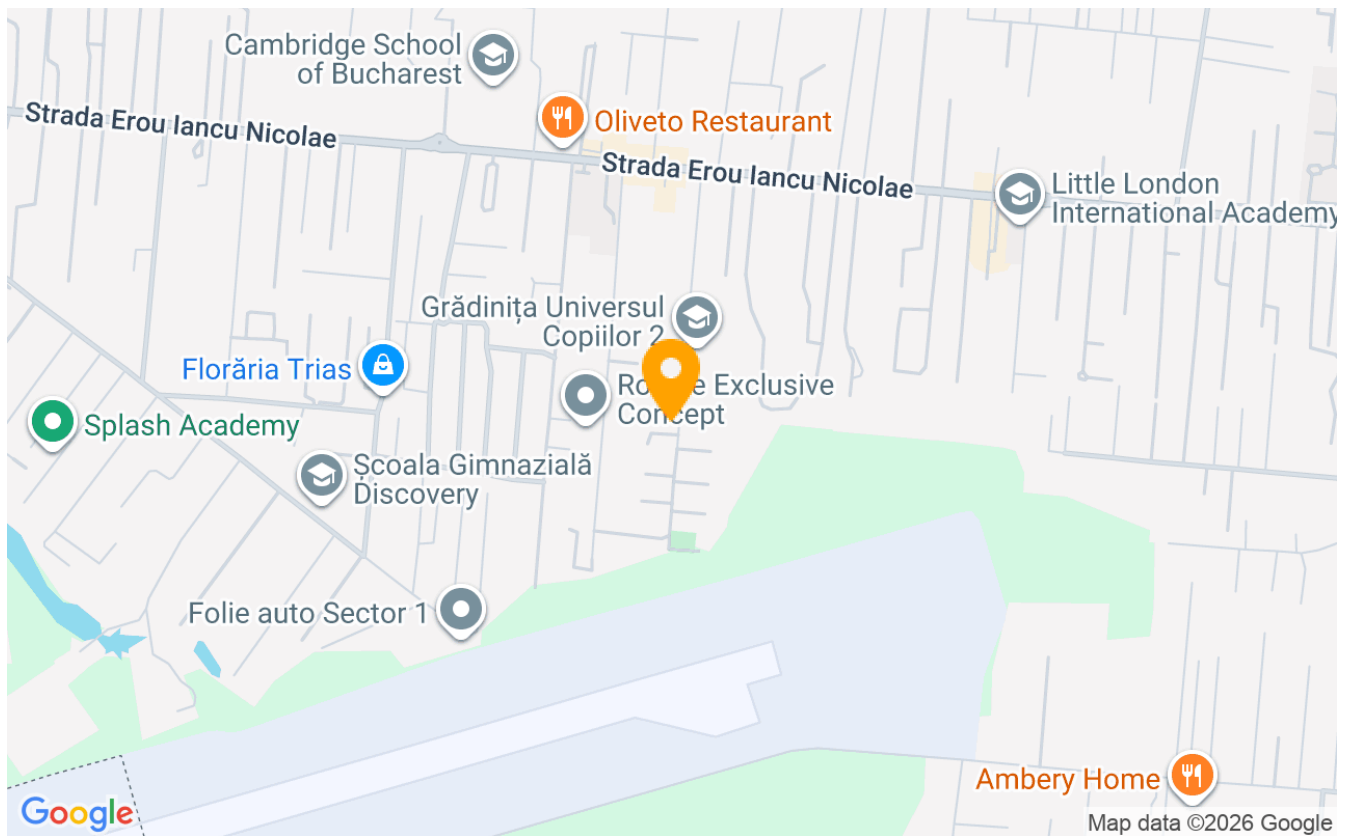 Cambridge School
of Bucharest
Strada Erou Iancu Nicolae
Oliveto Restaurant
Strada Erou Iancu Nicolae
Little London
International Academy
Grădinița Universul
Copiilor 2
Florăria Trias
Exclusive
Concept
Splash Academy
Școala Gimnazială
Discovery
Folie auto Sector 1
Ambery Home
Google
Map data ©2026 Google